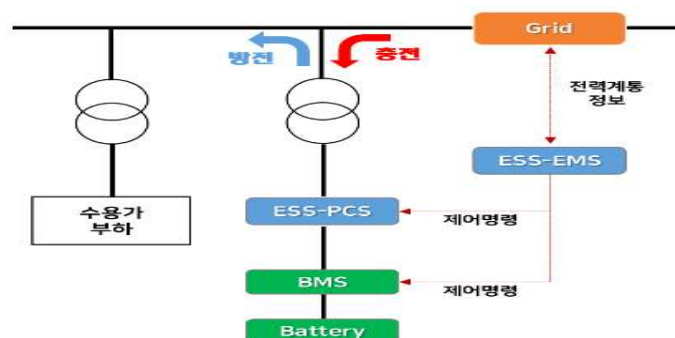 Grid
방전
충전
전력계통
정보
ESS-EMS
수용가
부하
ESS-PCS
제어명령
BMS
제어명령
Battery